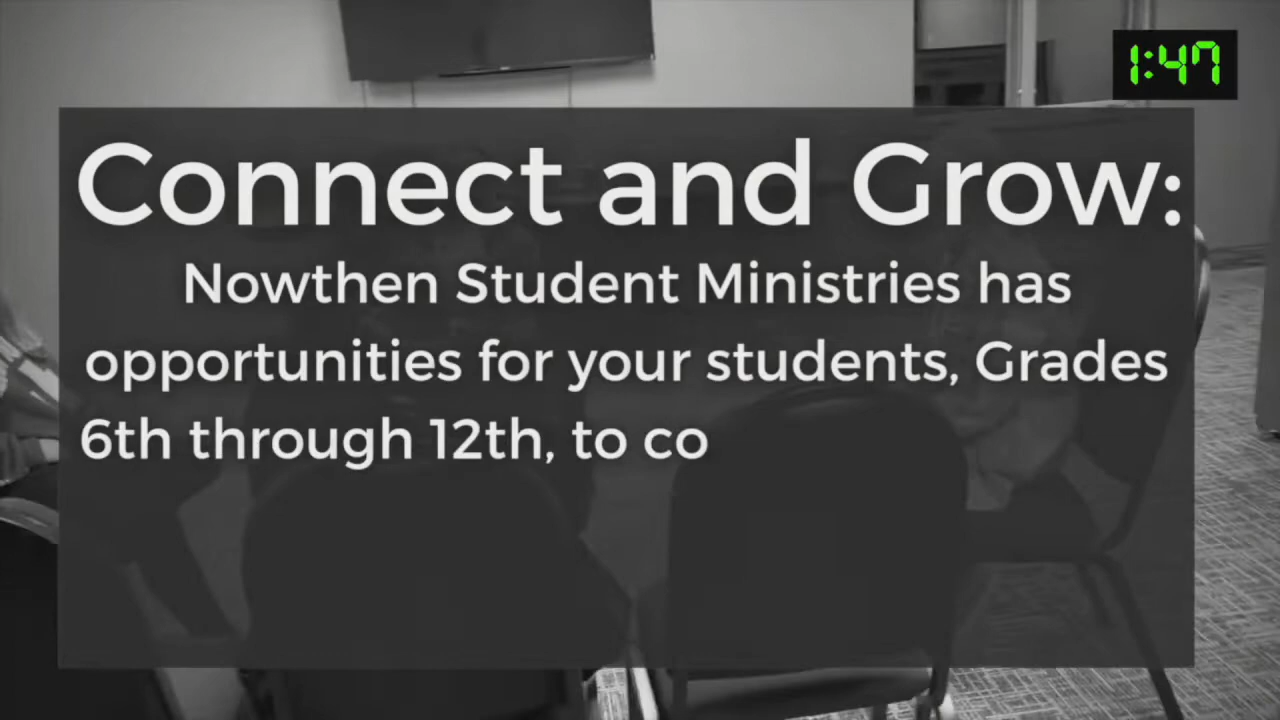 1:47
Connect and Grow:
Nowthen Student Ministries has
opportunities for your students, Grades
6th through 12th, to co